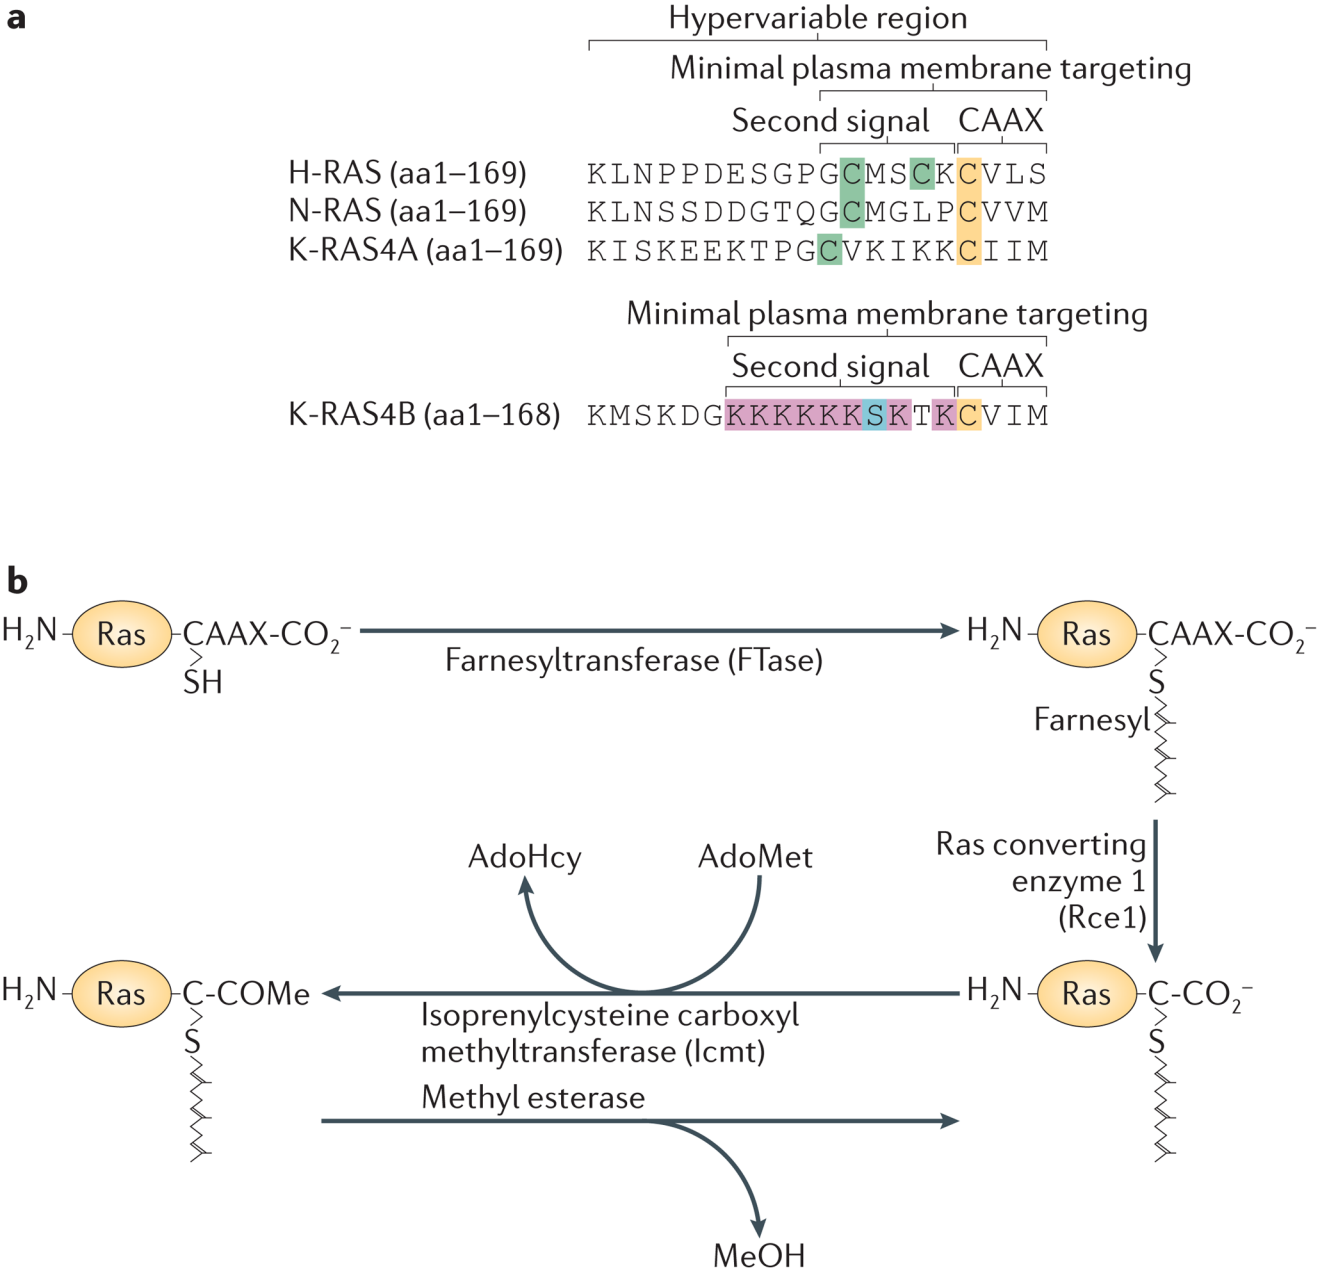 a
Hypervariable region
Minimal plasma membrane targeting
Second signal CAAX
H-RAS (aa1–169) KLNPPDESGPGCMSCKCVLS
N-RAS (aa1–169) KLNSSDDGTQGCMGLPCVVM
K-RAS4A (aa1–169) KISKEEKTPGCVKIKKCIIM
Minimal plasma membrane targeting
Second signal CAAX
K-RAS4B (aa1–168) KMSKDGKKKKKKSKTKCVIM
b
H₂N Ras CAAX-CO₂⁻
SH
Farnesyltransferase (FTase)
H₂N Ras CAAX-CO₂⁻
S
Farnesyl
Ras converting
enzyme 1
(Rce1)
AdoHcy AdoMet
H₂N Ras C-COMe
S
Isoprenylcysteine carboxyl
methyltransferase (Icmt)
H₂N Ras C-CO₂⁻
S
Methyl esterase
MeOH